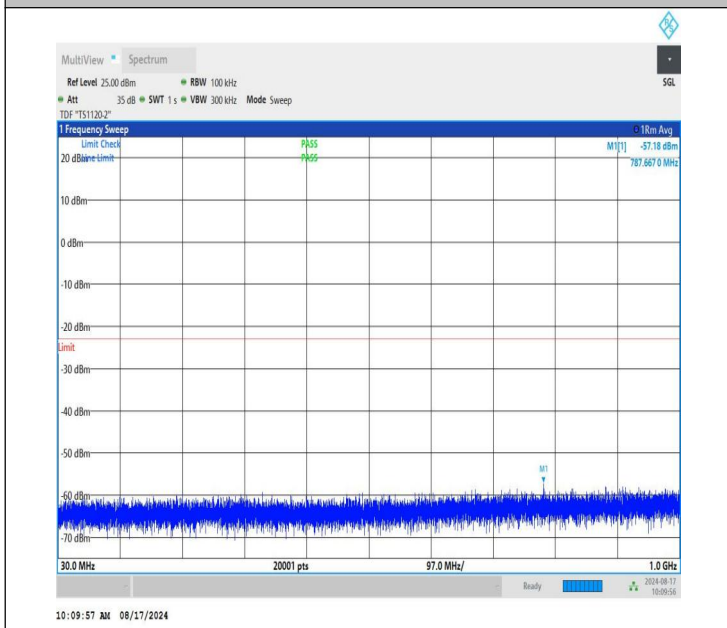 MultiView Spectrum
Ref Level 25.00 dBm RBW 100 kHz SGL
Att 35 dB SWT 1 s VBW 300 kHz Mode Sweep
TDF "TS1120-2"
1 Frequency Sweep 1Rm Avg
Limit Check PASS M1[1] -57.18 dBm
20 dBm Line Limit PASS 787.667 0 MHz
10 dBm
0 dBm
-10 dBm
-20 dBm
Limit
-30 dBm
-40 dBm
-50 dBm
M1
-60 dBm
-70 dBm
30.0 MHz 20001 pts 97.0 MHz/ 1.0 GHz
Ready 2024-08-17
10:09:56
10:09:57 AM 08/17/2024